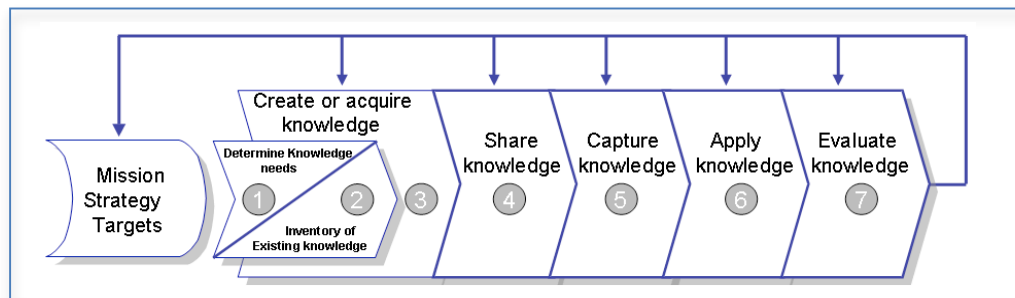 Mission
Strategy
Targets
Create or acquire
knowledge
Determine Knowledge
needs
1
2
Inventory of
Existing knowledge
3
Share
knowledge
4
Capture
knowledge
5
Apply
knowledge
6
Evaluate
knowledge
7